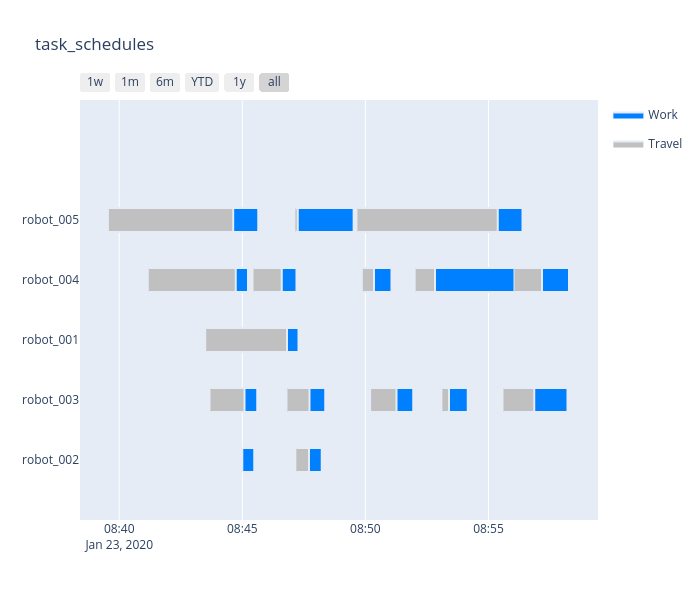 task_schedules
1w 1m 6m YTD 1y all
Work
Travel
robot_005
robot_004
robot_001
robot_003
robot_002
08:40 08:45 08:50 08:55
Jan 23, 2020